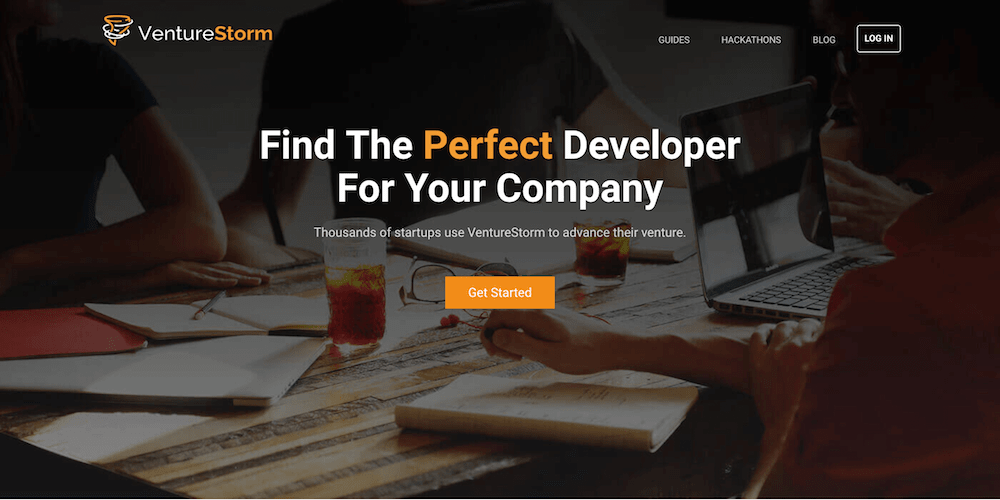 VentureStorm
GUIDES
HACKATHONS
BLOG
LOG IN
Find The Perfect Developer
For Your Company
Thousands of startups use VentureStorm to advance their venture.
Get Started